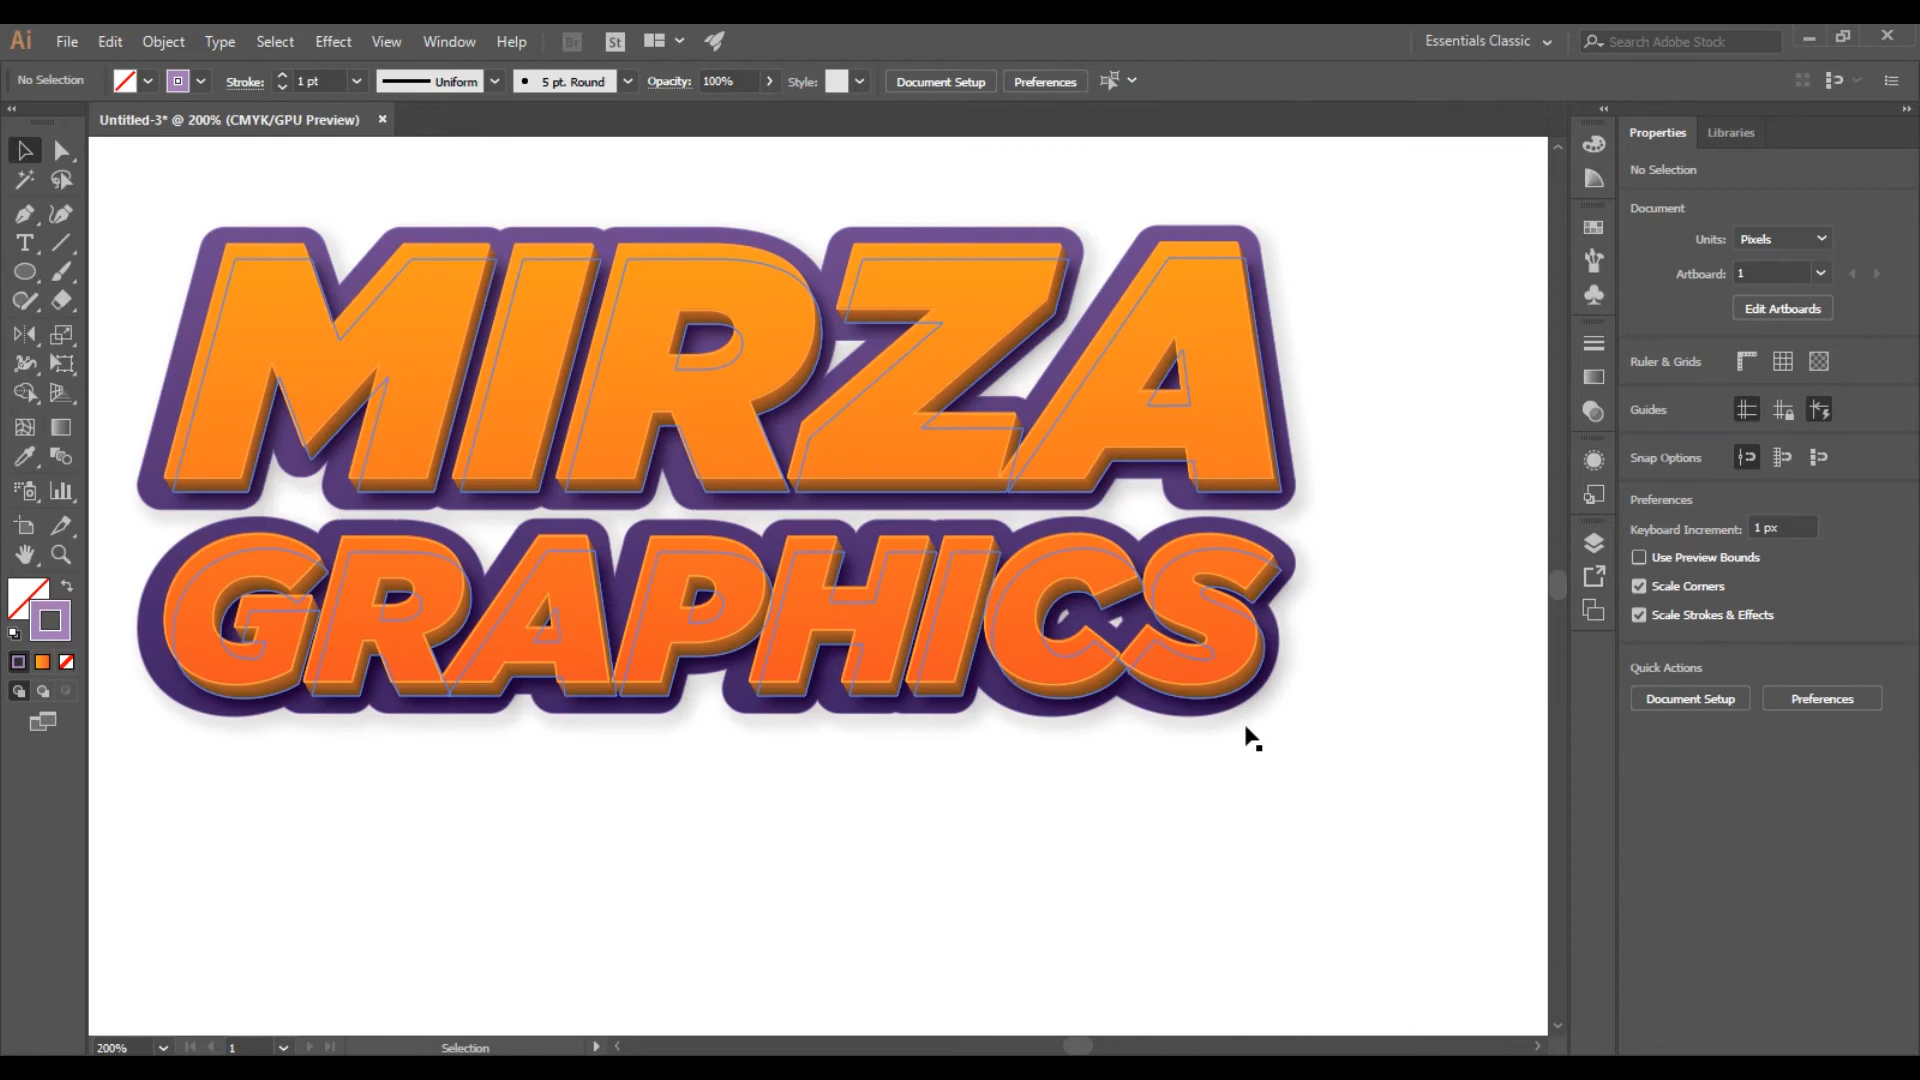 Ai File Edit Object Type Select Effect View Window Help Br St Essentials Classic Search Adobe Stock
No Selection Stroke: 1 pt Uniform 5 pt. Round Opacity: 100% Style: Document Setup Preferences
Untitled-3* @ 200% (CMYK/GPU Preview) ×
Properties Libraries
No Selection
Document
Units: Pixels
Artboard: 1
Edit Artboards
Ruler & Grids
Guides
Snap Options
Preferences
Keyboard Increment: 1 px
Use Preview Bounds
Scale Corners
Scale Strokes & Effects
Quick Actions
Document Setup Preferences
MIRZA
GRAPHICS
200% 1 Selection